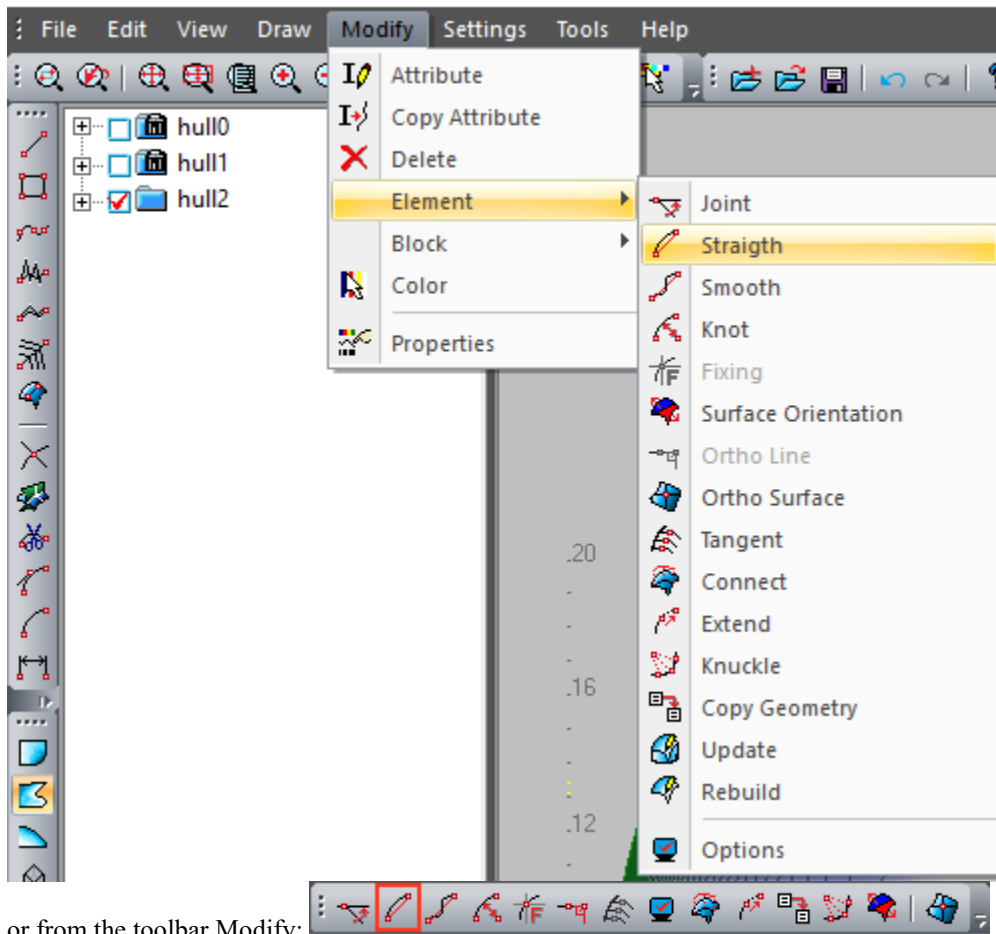 File Edit View Draw Modify Settings Tools Help
Attribute
Copy Attribute
Delete
Element
Block
Color
Properties
hull0
hull1
hull2
Joint
Straigth
Smooth
Knot
Fixing
Surface Orientation
Ortho Line
Ortho Surface
Tangent
Connect
Extend
Knuckle
Copy Geometry
Update
Rebuild
Options
.20
.16
.12
or from the toolbar Modify: